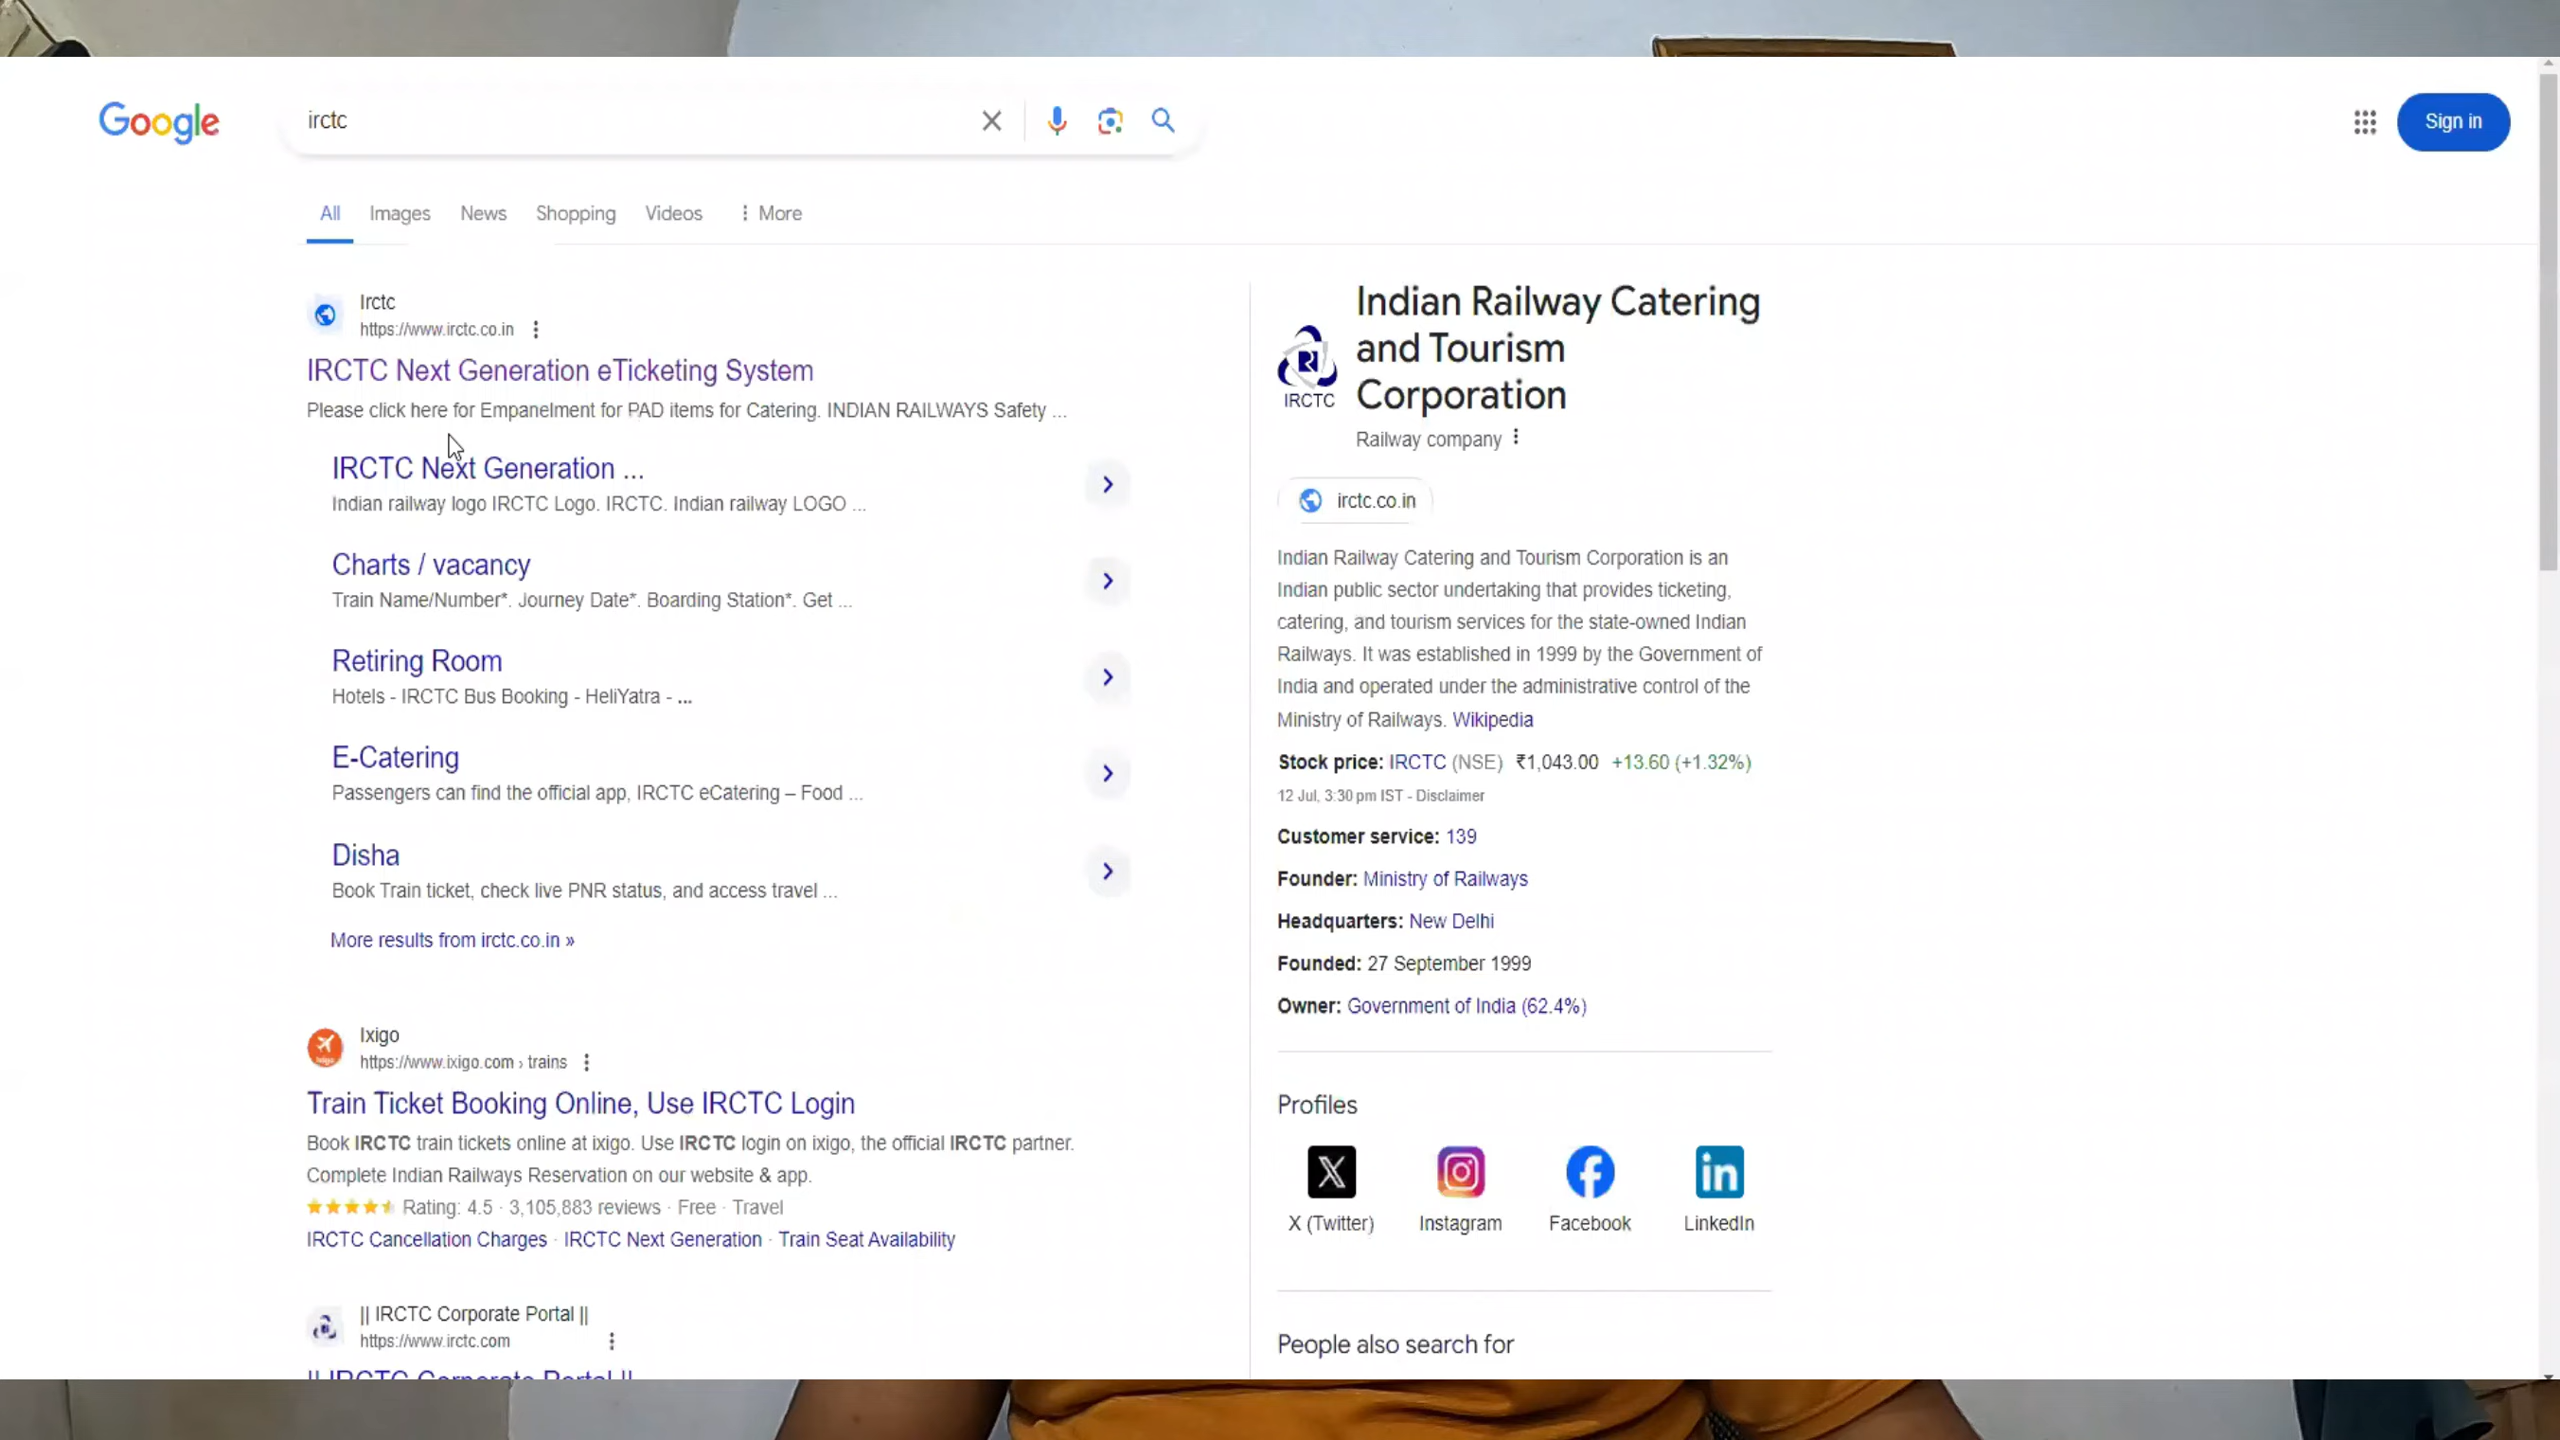 Google
irctc
Sign in
All
Images
News
Shopping
Videos
More
Irctc
https://www.irctc.co.in
IRCTC Next Generation eTicketing System
Please click here for Empanelment for PAD items for Catering. INDIAN RAILWAYS Safety ...
IRCTC Next Generation ...
Indian railway logo IRCTC Logo. IRCTC. Indian railway LOGO ...
Charts / vacancy
Train Name/Number*. Journey Date*. Boarding Station*. Get ...
Retiring Room
Hotels - IRCTC Bus Booking - HeliYatra - ...
E-Catering
Passengers can find the official app, IRCTC eCatering – Food ...
Disha
Book Train ticket, check live PNR status, and access travel ...
More results from irctc.co.in »
Ixigo
https://www.ixigo.com › trains
Train Ticket Booking Online, Use IRCTC Login
Book IRCTC train tickets online at ixigo. Use IRCTC login on ixigo, the official IRCTC partner.
Complete Indian Railways Reservation on our website & app.
Rating: 4.5 · 3,105,883 reviews · Free · Travel
IRCTC Cancellation Charges · IRCTC Next Generation · Train Seat Availability
|| IRCTC Corporate Portal ||
https://www.irctc.com
|| IRCTC Corporate Portal ||
Indian Railway Catering
and Tourism
Corporation
IRCTC
Railway company
irctc.co.in
Indian Railway Catering and Tourism Corporation is an
Indian public sector undertaking that provides ticketing,
catering, and tourism services for the state-owned Indian
Railways. It was established in 1999 by the Government of
India and operated under the administrative control of the
Ministry of Railways. Wikipedia
Stock price: IRCTC (NSE) ₹1,043.00 +13.60 (+1.32%)
12 Jul, 3:30 pm IST - Disclaimer
Customer service: 139
Founder: Ministry of Railways
Headquarters: New Delhi
Founded: 27 September 1999
Owner: Government of India (62.4%)
Profiles
X (Twitter)
Instagram
Facebook
LinkedIn
People also search for